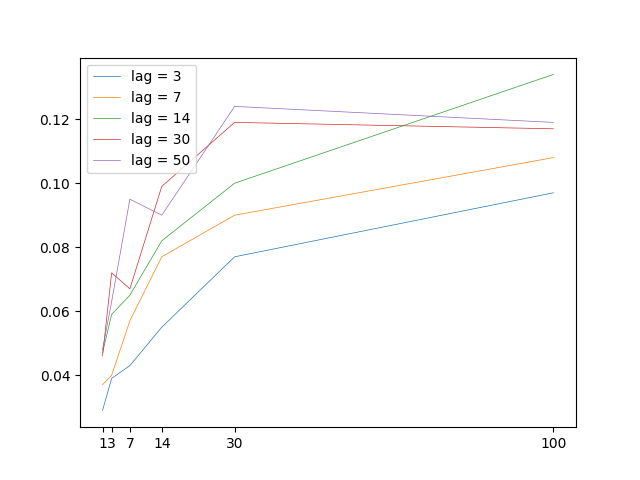 lag = 3
lag = 7
lag = 14
lag = 30
lag = 50
0.12
0.10
0.08
0.06
0.04
1 3 7 14 30 100